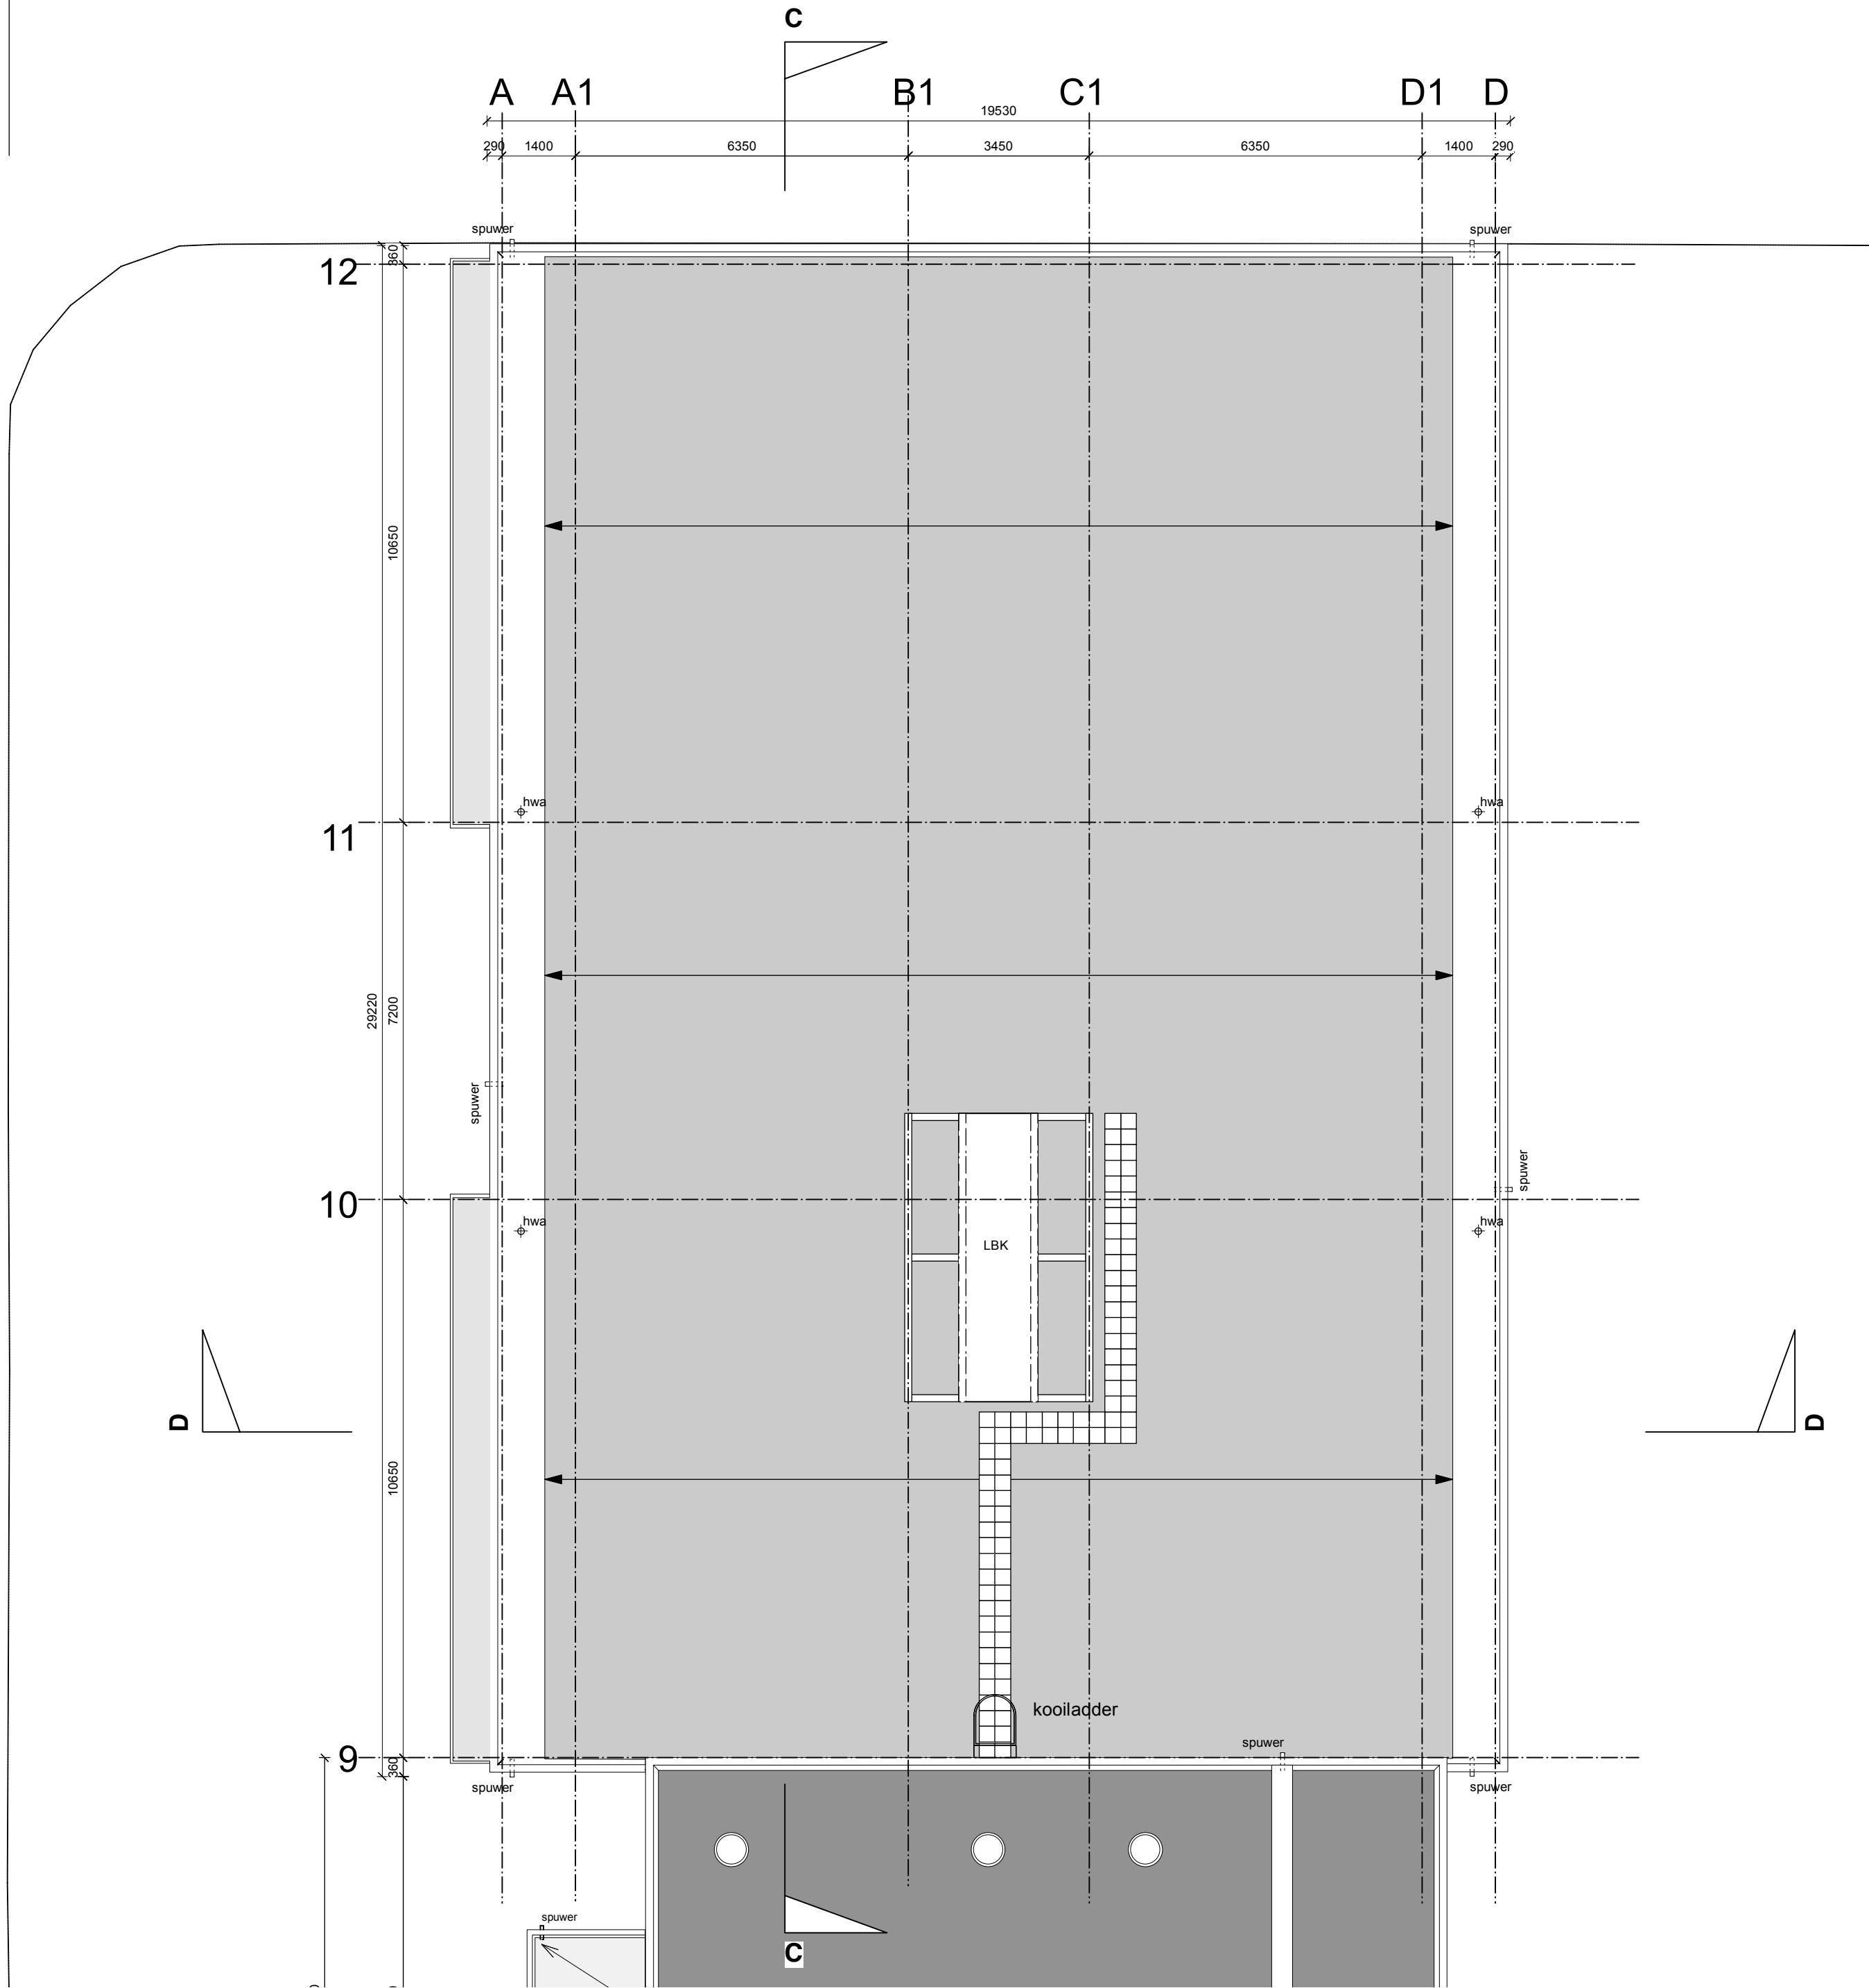 C
A A1 B1 C1 D1 D
19530
290 1400 6350 3450 6350 1400 290
spuwer spuwer
360
12
10650
hwa hwa
11
29220
7200
spuwer
spuwer
10
hwa hwa
LBK
D D
10650
kooiladder
spuwer
9
360
spuwer spuwer
spuwer
C